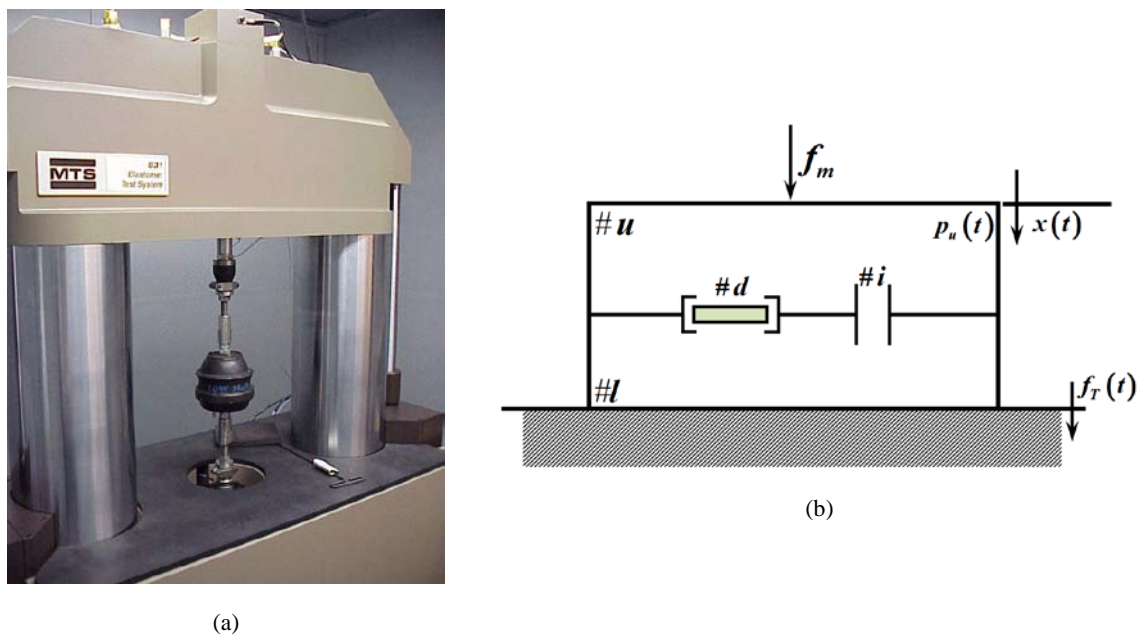 MTS
831
Elastomer
Test System
(a)
f_m
# u
p_u (t)
x(t)
# d
# i
#l
f_T (t)
(b)